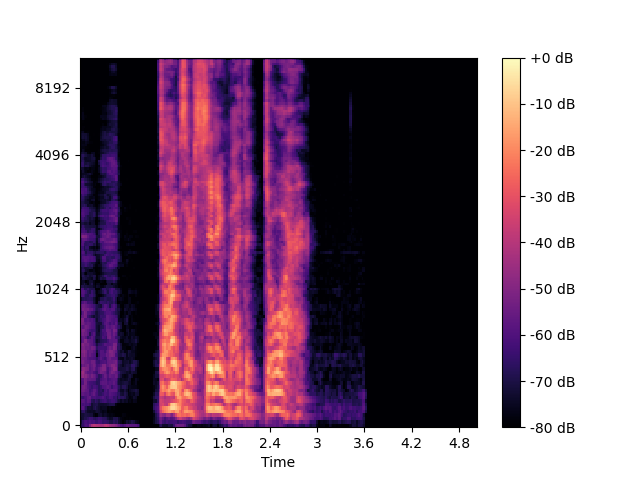 +0 dB
8192
-10 dB
4096
-20 dB
-30 dB
2048
Hz
-40 dB
1024
-50 dB
512
-60 dB
-70 dB
0
-80 dB
0 0.6 1.2 1.8 2.4 3 3.6 4.2 4.8
Time